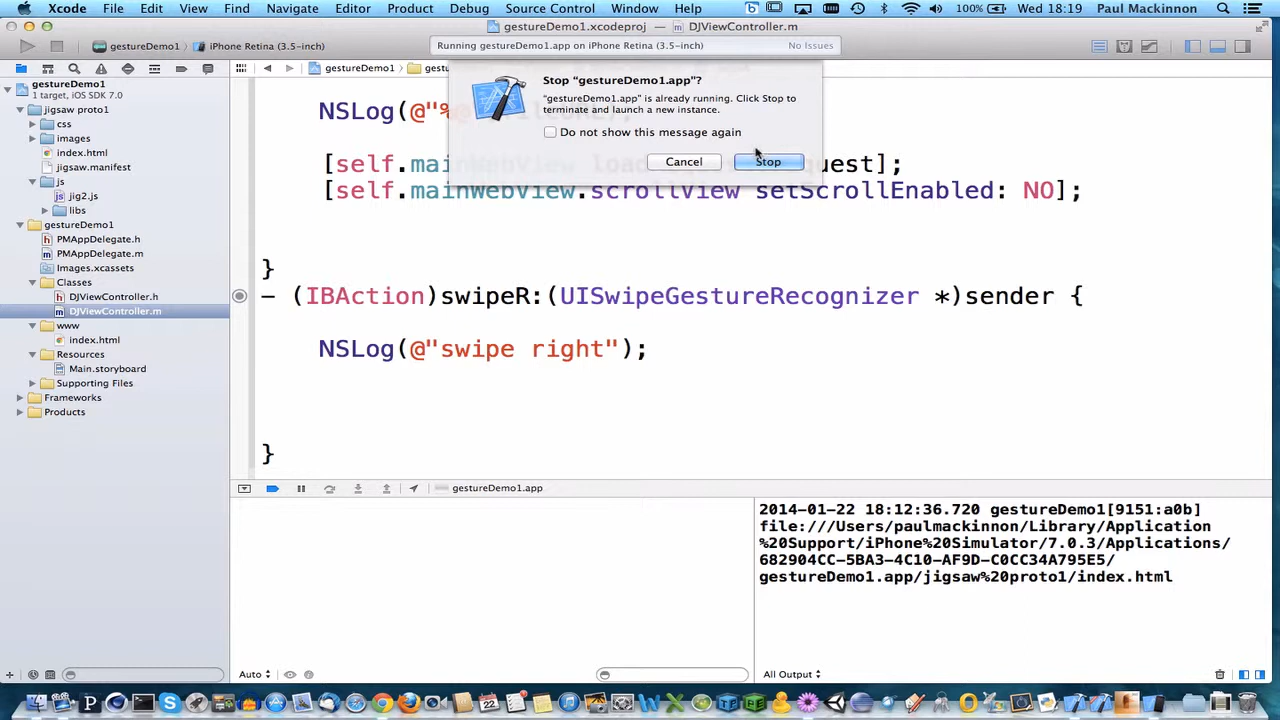 Xcode File Edit View Find Navigate Editor Product Debug Source Control Window Help 100% Wed 18:19 Paul Mackinnon
gestureDemo1.xcodeproj — DJViewController.m
gestureDemo1 iPhone Retina (3.5-inch)
Running gestureDemo1.app on iPhone Retina (3.5-inch) No Issues
gestureDemo1
Stop “gestureDemo1.app”?
“gestureDemo1.app” is already running. Click Stop to
terminate and launch a new instance.
Do not show this message again
Cancel Stop
gestureDemo1
1 target, iOS SDK 7.0
jigsaw proto1
css
images
index.html
jigsaw.manifest
js
jig2.js
libs
gestureDemo1
PMAppDelegate.h
PMAppDelegate.m
Images.xcassets
Classes
DJViewController.h
DJViewController.m
www
index.html
Resources
Main.storyboard
Supporting Files
Frameworks
Products
NSLog(@"%@
[self.mainWebView
[self.mainWebView.scrollView setScrollEnabled: NO];
}
- (IBAction)swipeR:(UISwipeGestureRecognizer *)sender {
NSLog(@"swipe right");
}
gestureDemo1.app
2014-01-22 18:12:36.720 gestureDemo1[9151:a0b]
file:///Users/paulmackinnon/Library/Application
%20Support/iPhone%20Simulator/7.0.3/Applications/
682904CC-5BA3-4C10-AF9D-C0CC34A795E5/
gestureDemo1.app/jigsaw%20proto1/index.html
Auto All Output